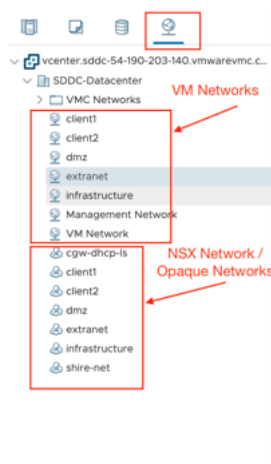 vcenter.sddc-54-190-203-140.vmwarevmc.c...
SDDC-Datacenter
VMC Networks
VM Networks
client1
client2
dmz
extranet
infrastructure
Management Network
VM Network
cgw-dhcp-ls
NSX Network /
Opaque Networks
client1
client2
dmz
extranet
infrastructure
shire-net